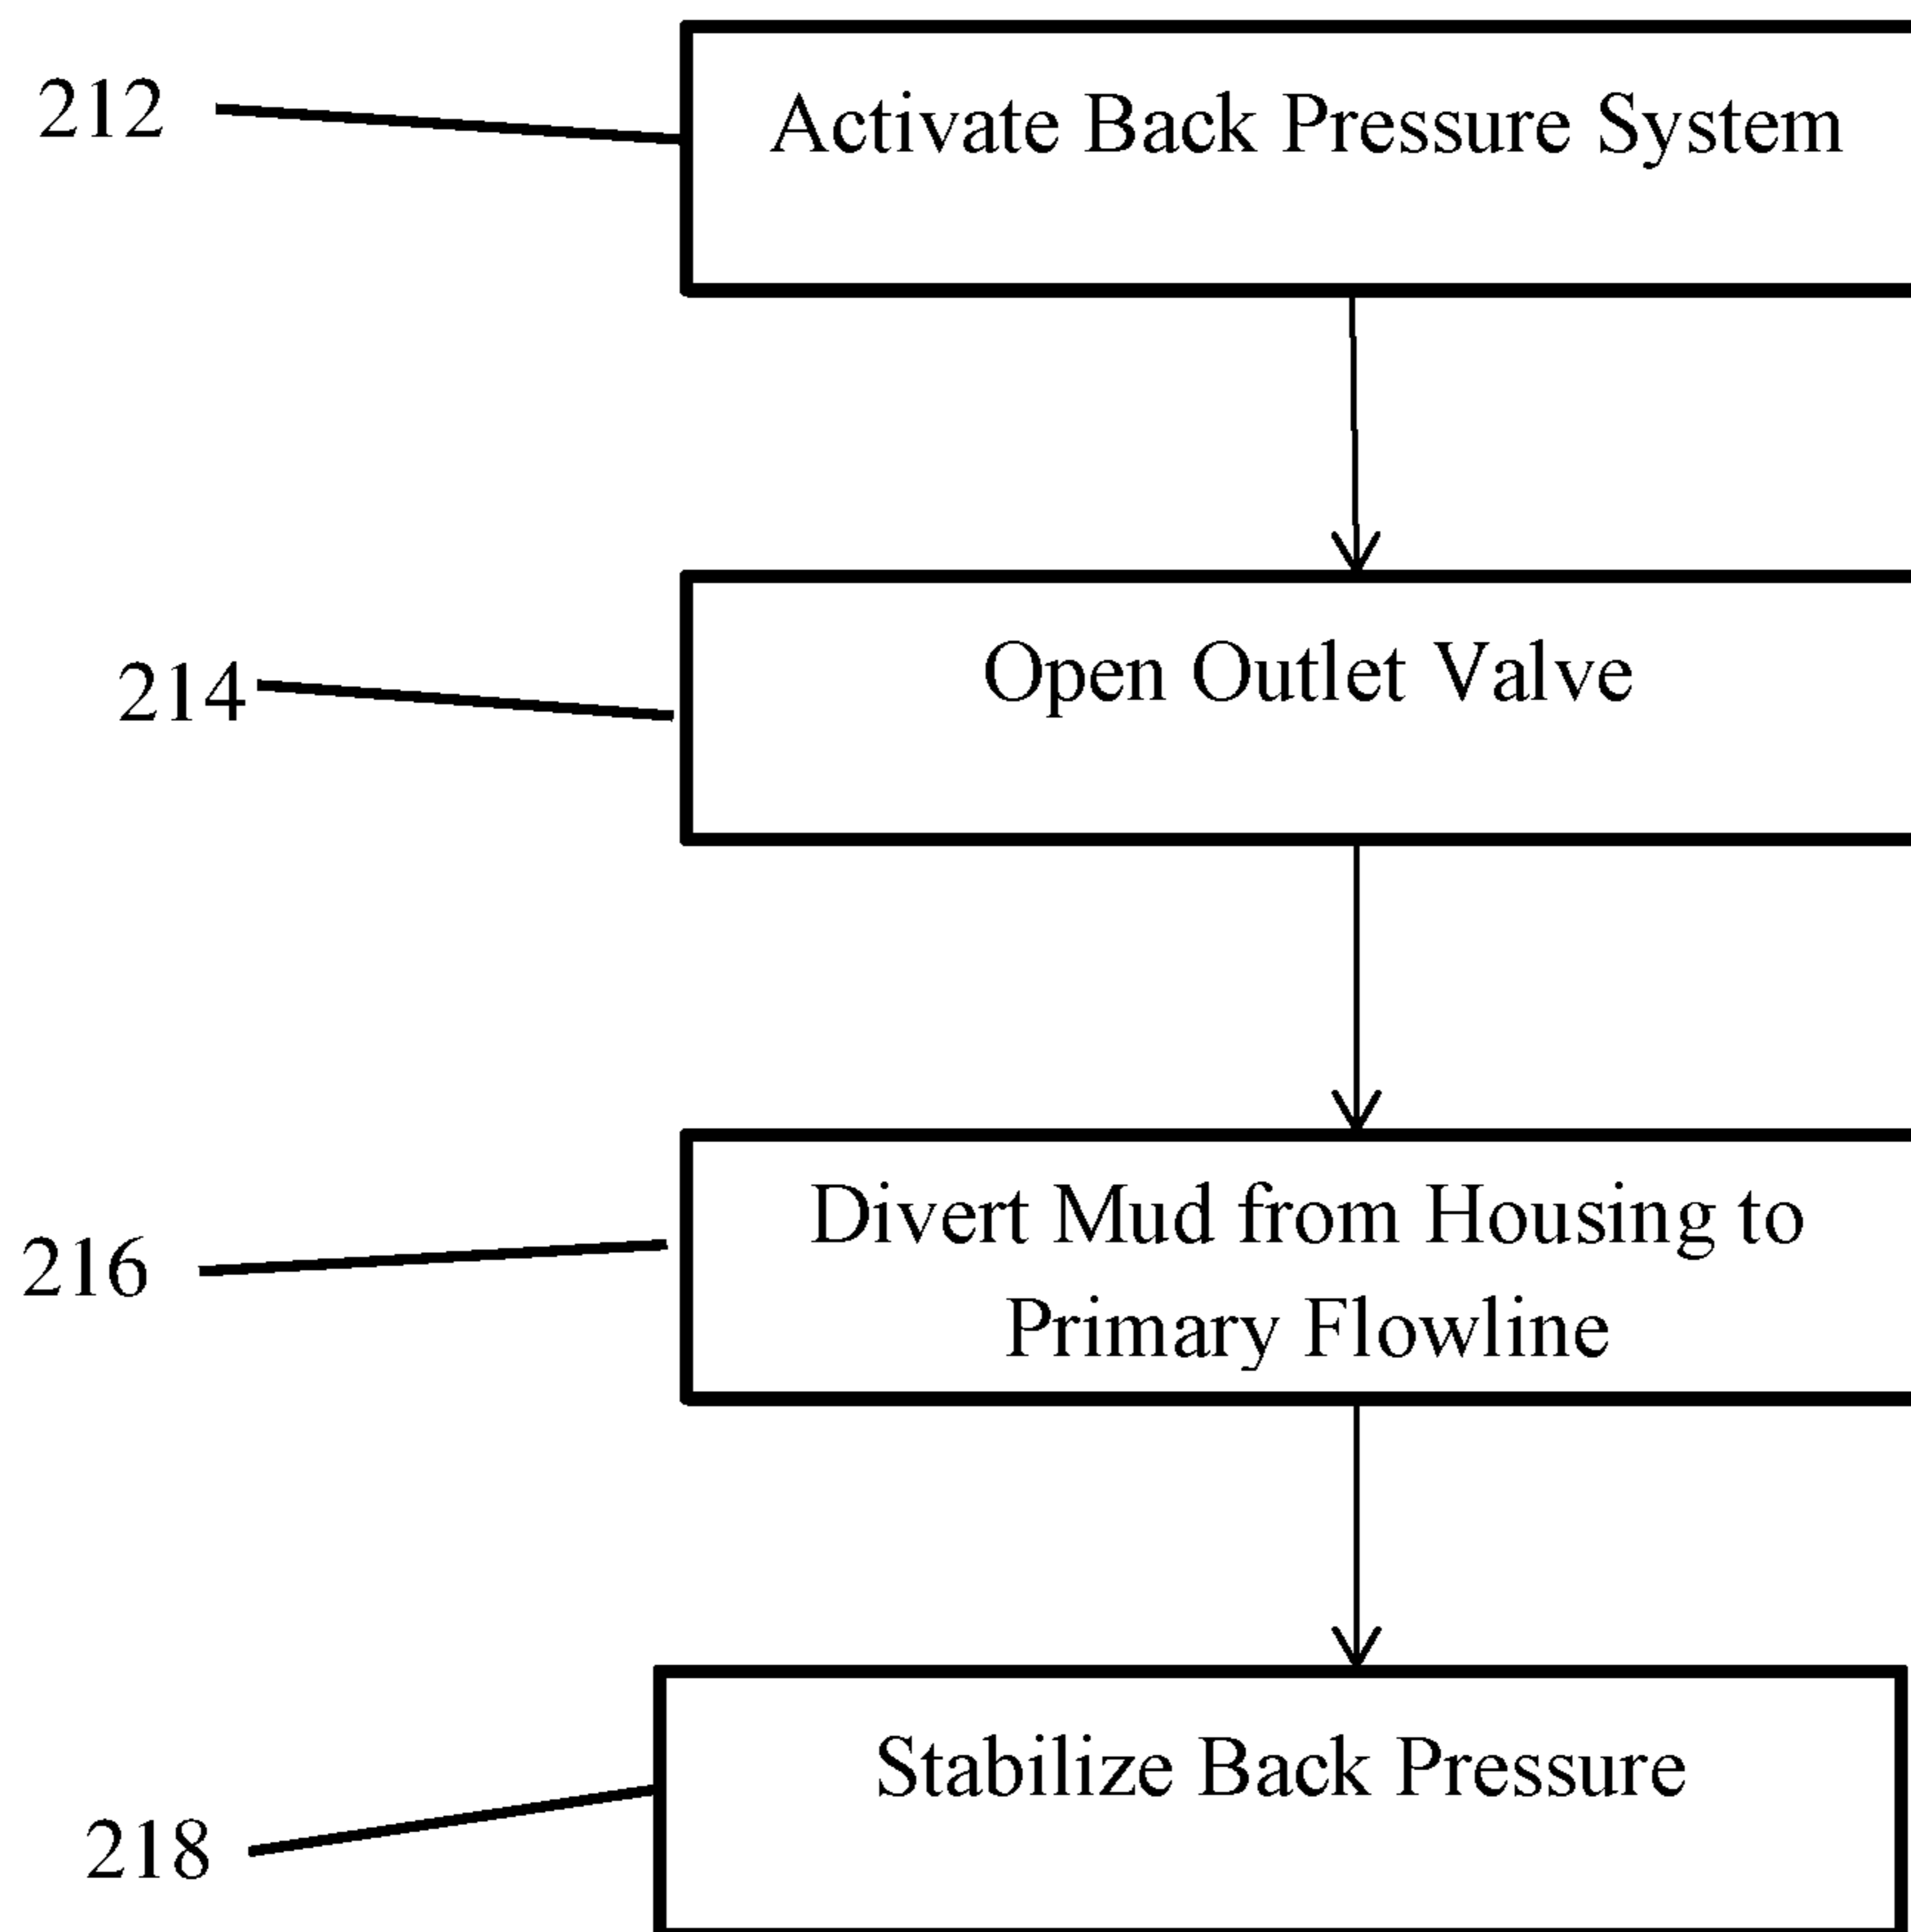 212
Activate Back Pressure System
214
Open Outlet Valve
216
Divert Mud from Housing to
Primary Flowline
218
Stabilize Back Pressure